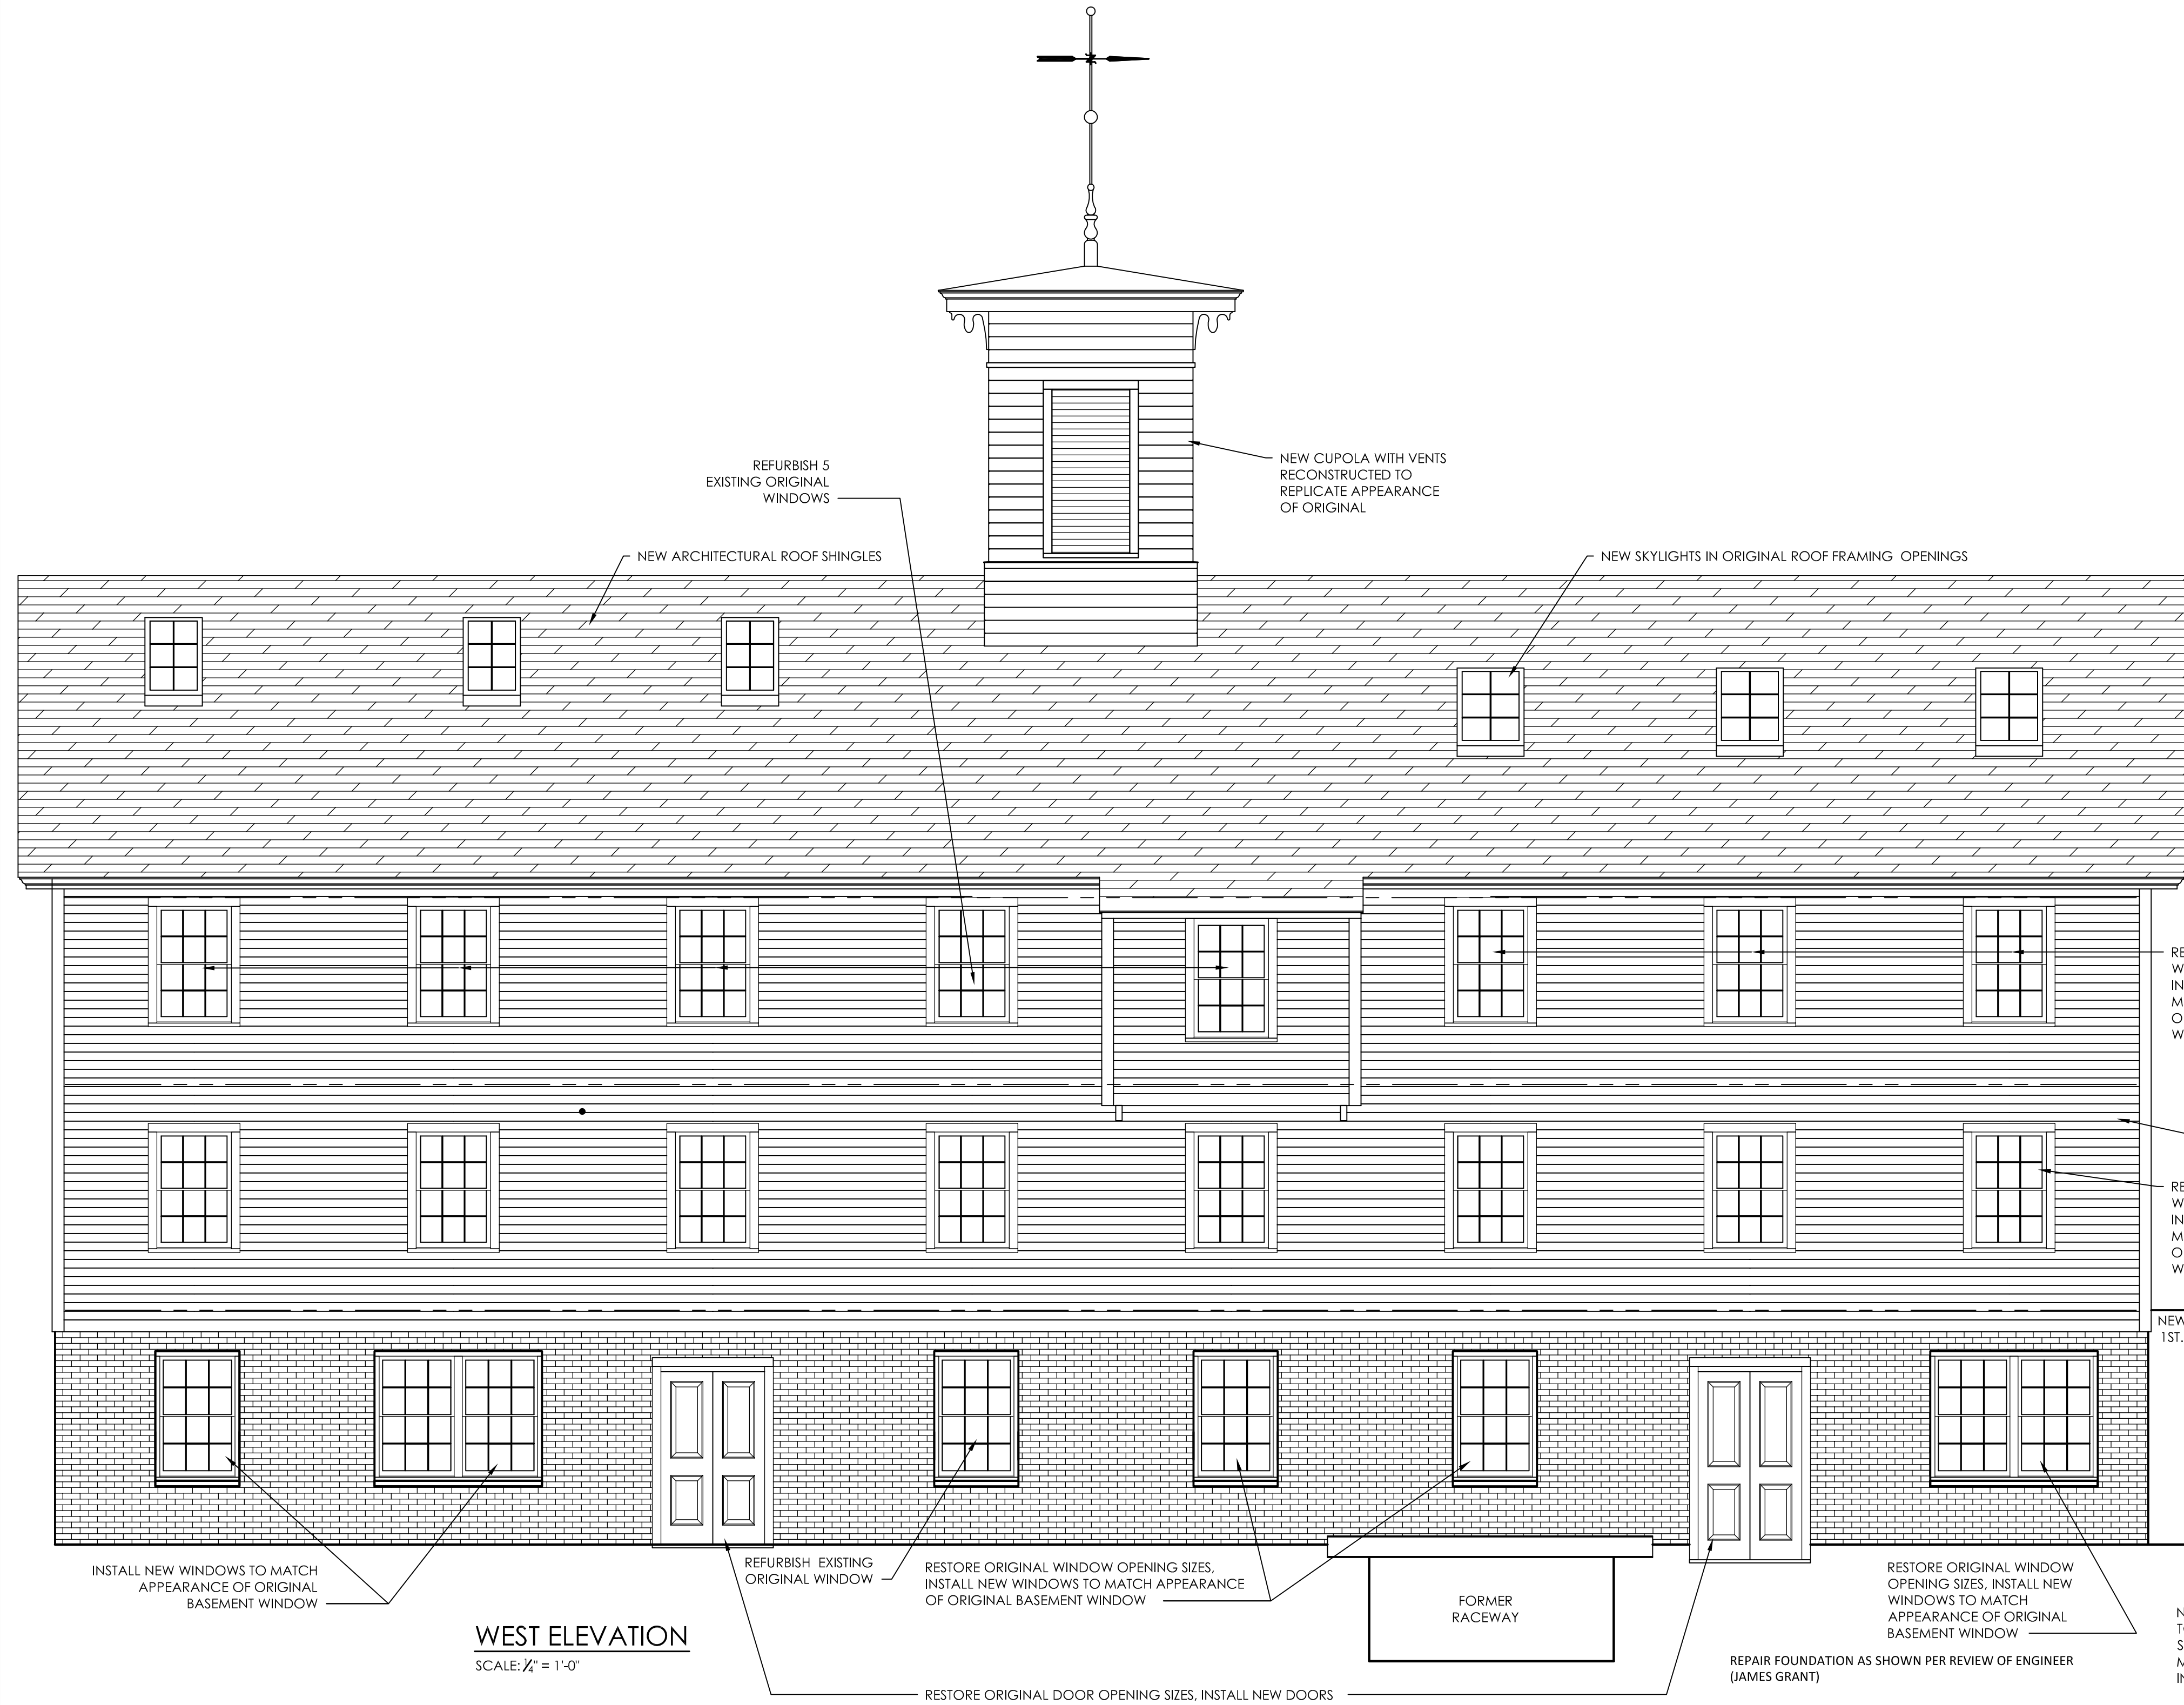 REFURBISH 5
EXISTING ORIGINAL
WINDOWS
NEW CUPOLA WITH VENTS
RECONSTRUCTED TO
REPLICATE APPEARANCE
OF ORIGINAL
NEW ARCHITECTURAL ROOF SHINGLES
NEW SKYLIGHTS IN ORIGINAL ROOF FRAMING OPENINGS
NEW
1ST.
INSTALL NEW WINDOWS TO MATCH
APPEARANCE OF ORIGINAL
BASEMENT WINDOW
REFURBISH EXISTING
ORIGINAL WINDOW
RESTORE ORIGINAL WINDOW OPENING SIZES,
INSTALL NEW WINDOWS TO MATCH APPEARANCE
OF ORIGINAL BASEMENT WINDOW
FORMER
RACEWAY
RESTORE ORIGINAL WINDOW
OPENING SIZES, INSTALL NEW
WINDOWS TO MATCH
APPEARANCE OF ORIGINAL
BASEMENT WINDOW
WEST ELEVATION
SCALE: 1/4" = 1'-0"
REPAIR FOUNDATION AS SHOWN PER REVIEW OF ENGINEER
(JAMES GRANT)
RESTORE ORIGINAL DOOR OPENING SIZES, INSTALL NEW DOORS